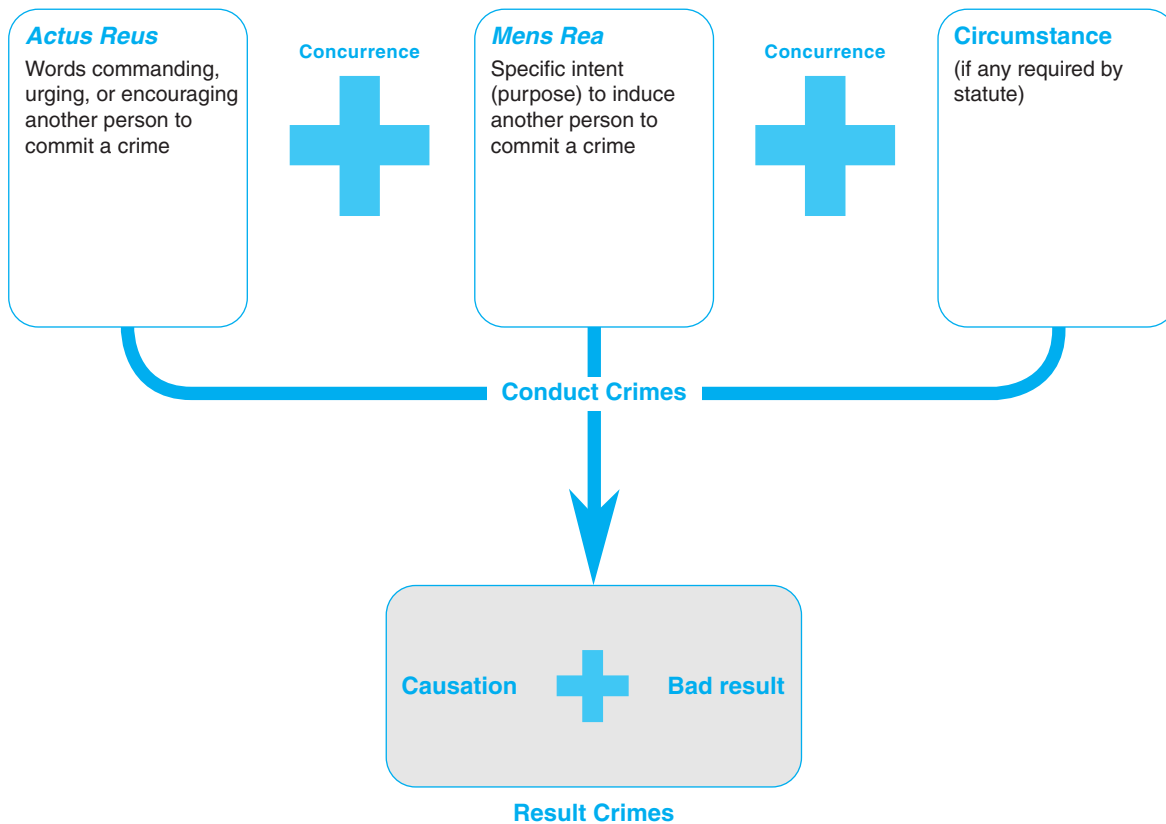 Actus Reus
Words commanding,
urging, or encouraging
another person to
commit a crime
Concurrence
Mens Rea
Specific intent
(purpose) to induce
another person to
commit a crime
Concurrence
Circumstance
(if any required by
statute)
Conduct Crimes
Causation
Bad result
Result Crimes